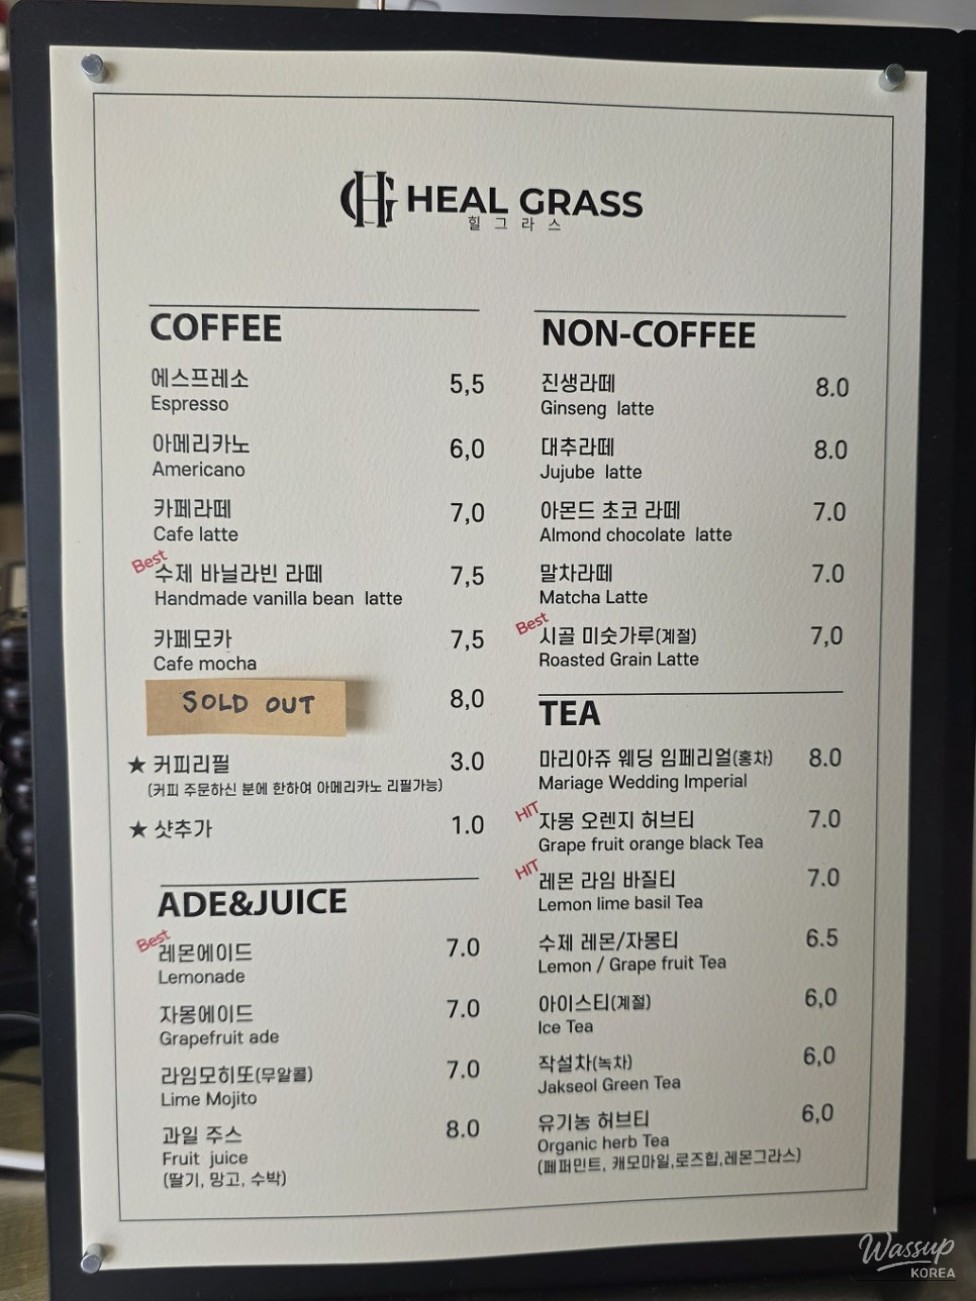 HG HEAL GRASS
힐그라스
COFFEE
에스프레소 5,5
Espresso
아메리카노 6,0
Americano
카페라떼 7,0
Cafe latte
Best
수제 바닐라빈 라떼 7,5
Handmade vanilla bean latte
카페모카 7,5
Cafe mocha
SOLD OUT 8,0
★ 커피리필 3.0
(커피 주문하신 분에 한하여 아메리카노 리필가능)
★ 샷추가 1.0
ADE&JUICE
Best
레몬에이드 7.0
Lemonade
자몽에이드 7.0
Grapefruit ade
라임모히또(무알콜) 7.0
Lime Mojito
과일 주스 8.0
Fruit juice
(딸기, 망고, 수박)
NON-COFFEE
진생라떼 8.0
Ginseng latte
대추라떼 8.0
Jujube latte
아몬드 초코 라떼 7.0
Almond chocolate latte
말차라떼 7.0
Matcha Latte
Best
시골 미숫가루(계절) 7,0
Roasted Grain Latte
TEA
마리아쥬 웨딩 임페리얼(홍차) 8.0
Mariage Wedding Imperial
HIT
자몽 오렌지 허브티 7.0
Grape fruit orange black Tea
HIT
레몬 라임 바질티 7.0
Lemon lime basil Tea
수제 레몬/자몽티 6.5
Lemon / Grape fruit Tea
아이스티(계절) 6,0
Ice Tea
작설차(녹차) 6,0
Jakseol Green Tea
유기농 허브티 6,0
Organic herb Tea
(페퍼민트, 캐모마일,로즈힙,레몬그라스)
Wassup
KOREA